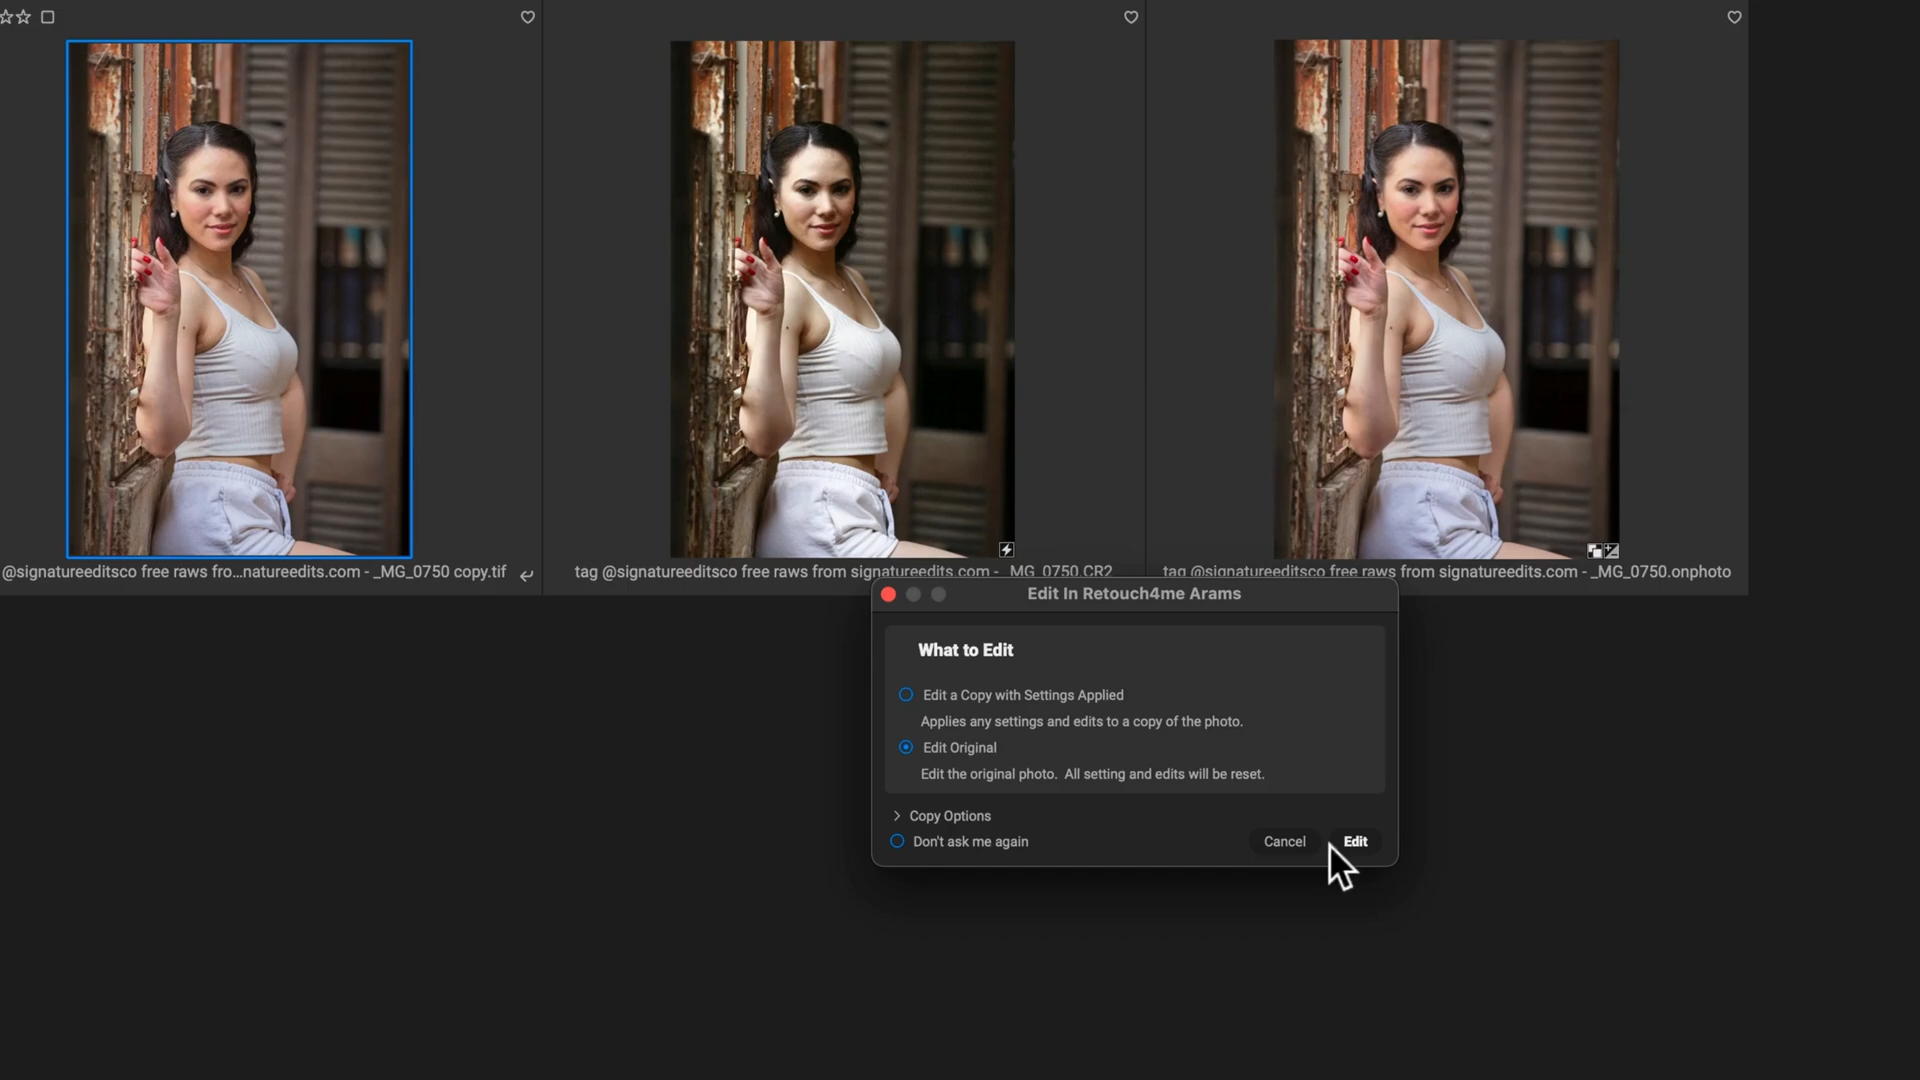 @signatureeditsco free raws fro...natureedits.com - _MG_0750 copy.tif
tag @signatureeditsco free raws from signatureedits.com - _MG_0750.CR2
tag @signatureeditsco free raws from signatureedits.com - _MG_0750.onphoto
Edit In Retouch4me Arams
What to Edit
Edit a Copy with Settings Applied
Applies any settings and edits to a copy of the photo.
Edit Original
Edit the original photo. All setting and edits will be reset.
Copy Options
Don't ask me again
Cancel
Edit